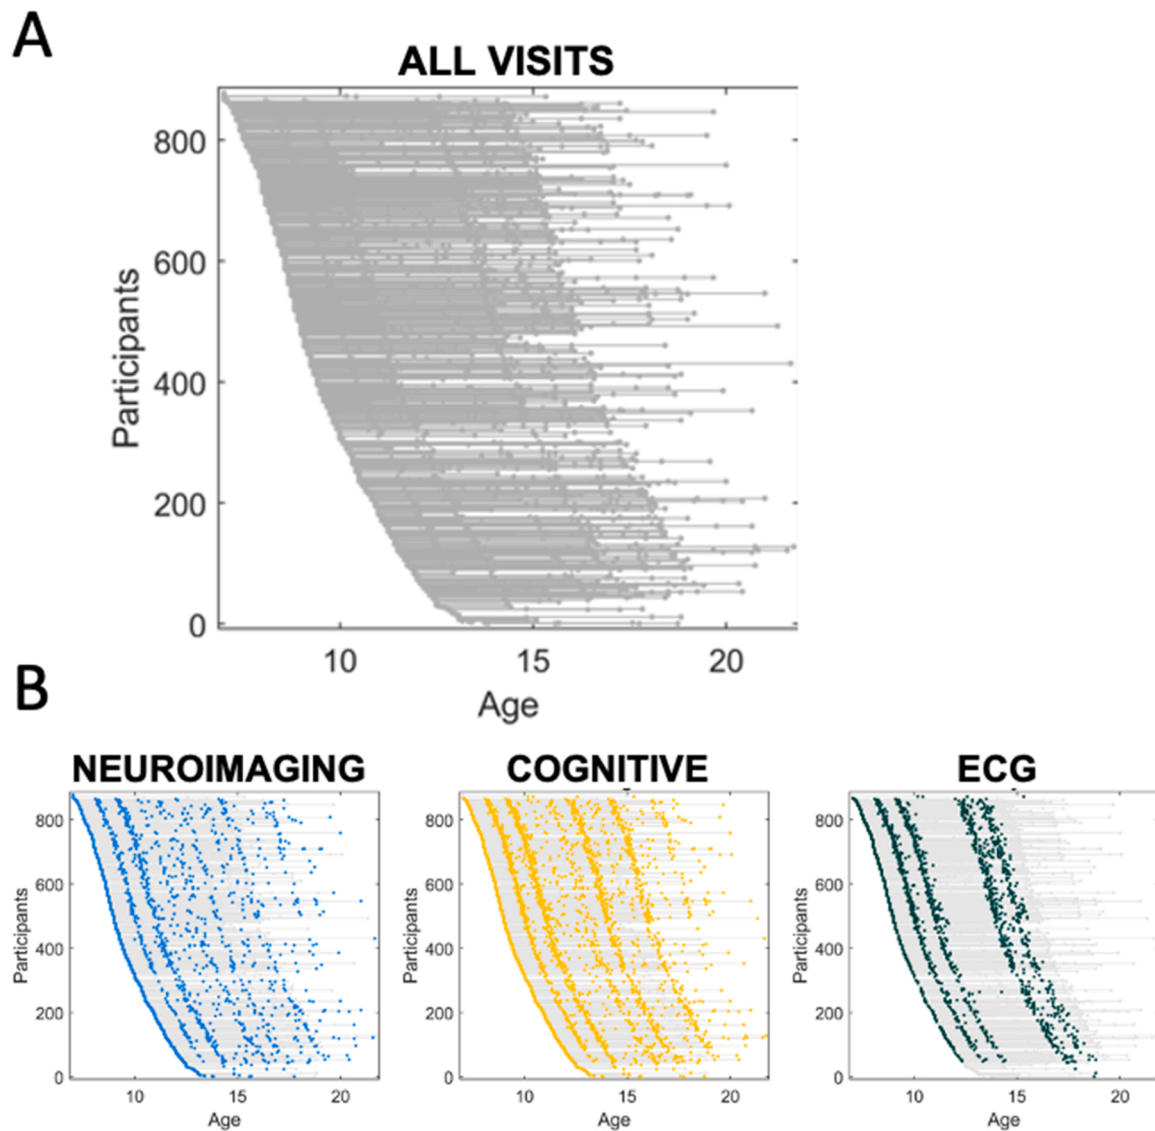 A
ALL VISITS
800
600
400
200
0
Participants
10 15 20
Age
B
NEUROIMAGING COGNITIVE ECG
800 800 800
600 600 600
400 400 400
200 200 200
0 0 0
Participants Participants Participants
10 15 20 10 15 20 10 15 20
Age Age Age